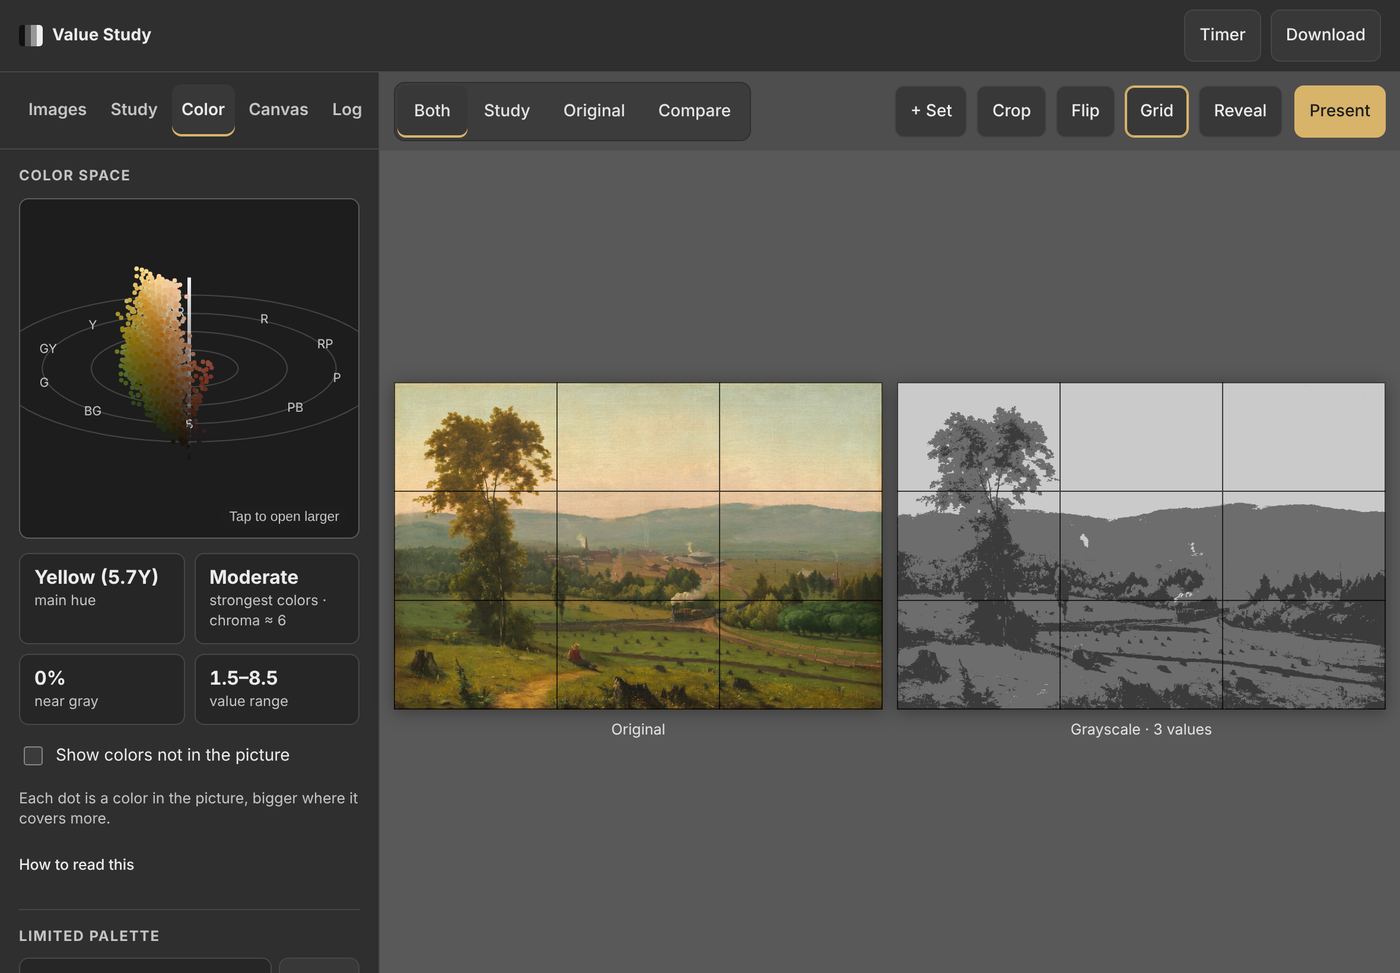 Value Study
Timer
Download
Images
Study
Color
Canvas
Log
Both
Study
Original
Compare
+ Set
Crop
Flip
Grid
Reveal
Present
COLOR SPACE
Y
R
GY
RP
G
P
BG
PB
Tap to open larger
Yellow (5.7Y)
main hue
Moderate
strongest colors ·
chroma ≈ 6
0%
near gray
1.5–8.5
value range
Show colors not in the picture
Each dot is a color in the picture, bigger where it
covers more.
How to read this
LIMITED PALETTE
Original
Grayscale · 3 values